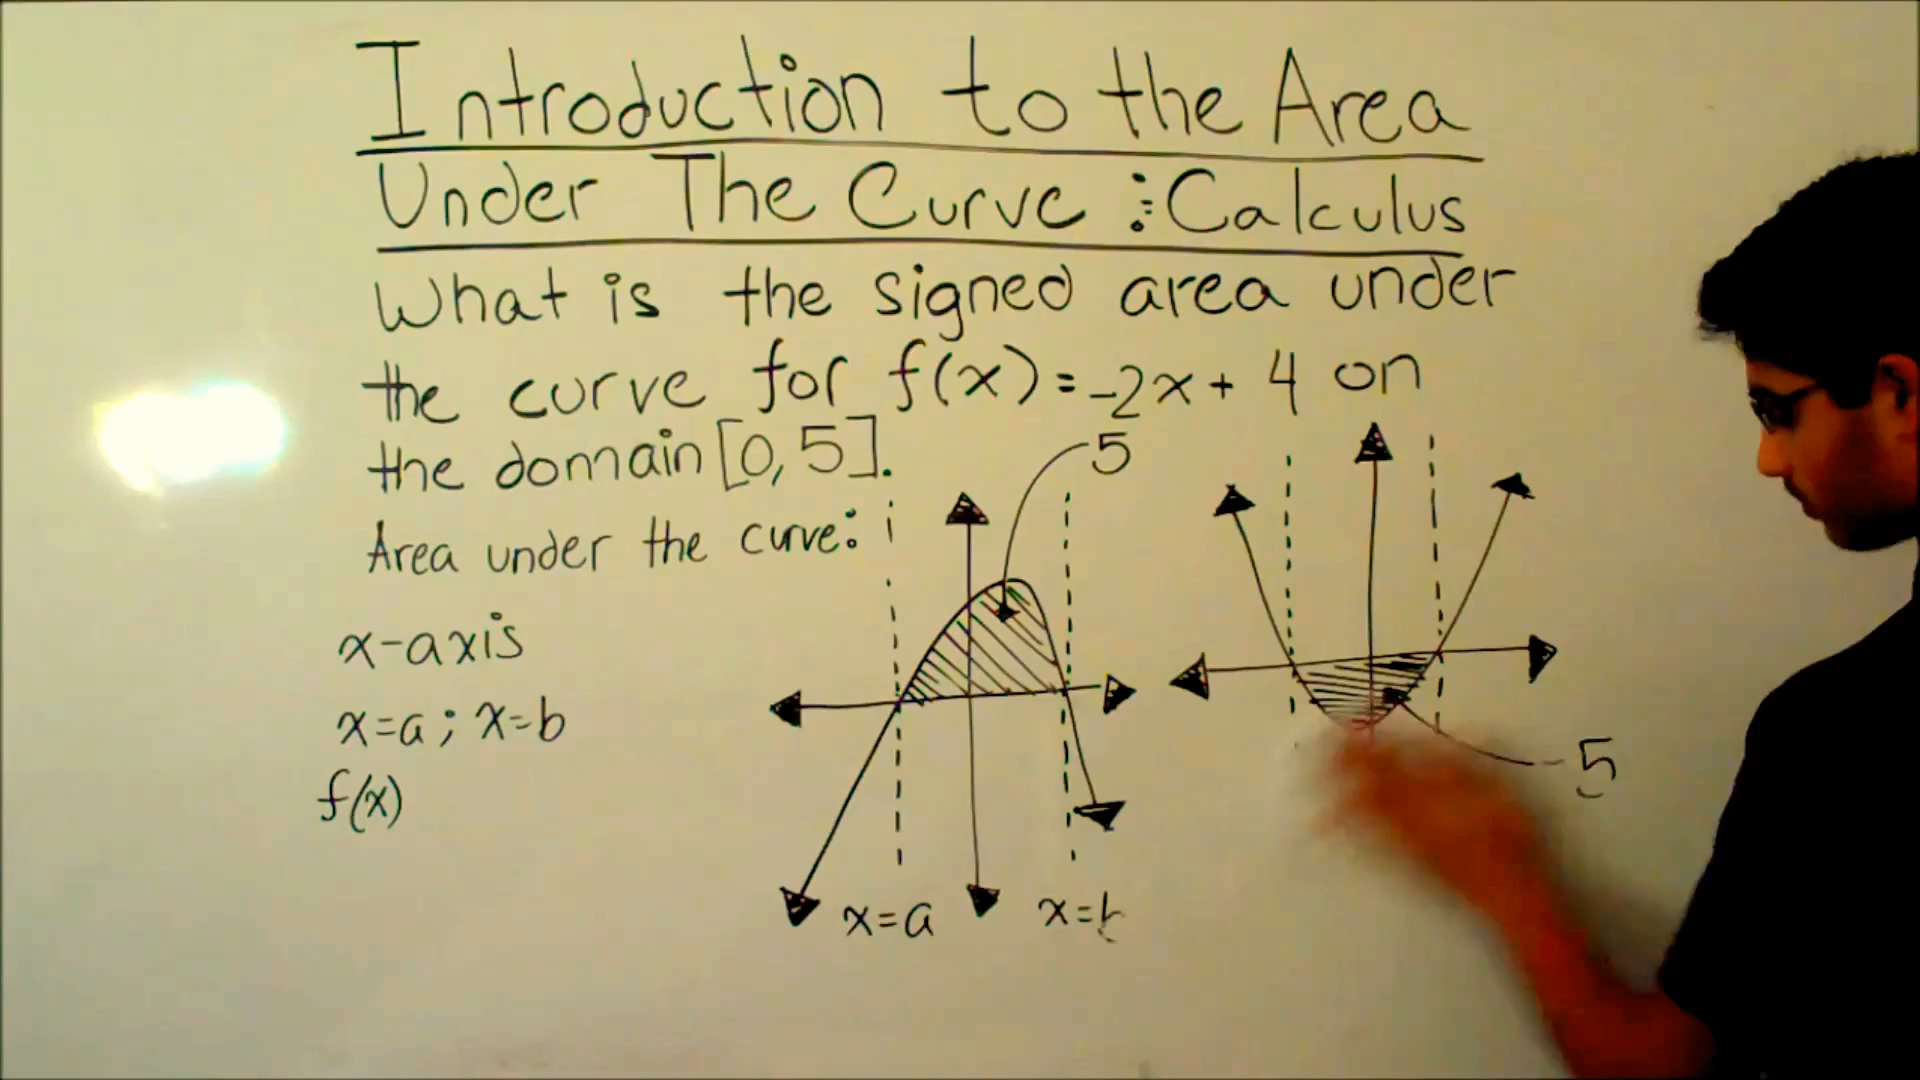 Introduction to the Area
Under The Curve : Calculus
What is the signed area under
the curve for f(x) = -2x + 4 on
the domain [0, 5].
Area under the curve:
x-axis
x=a; x=b
f(x)
5
x=a
x=b
-5